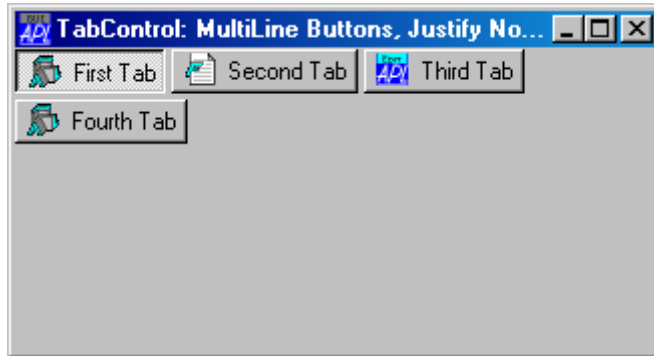 TabControl: MultiLine Buttons, Justify No...
First Tab Second Tab Third Tab
Fourth Tab